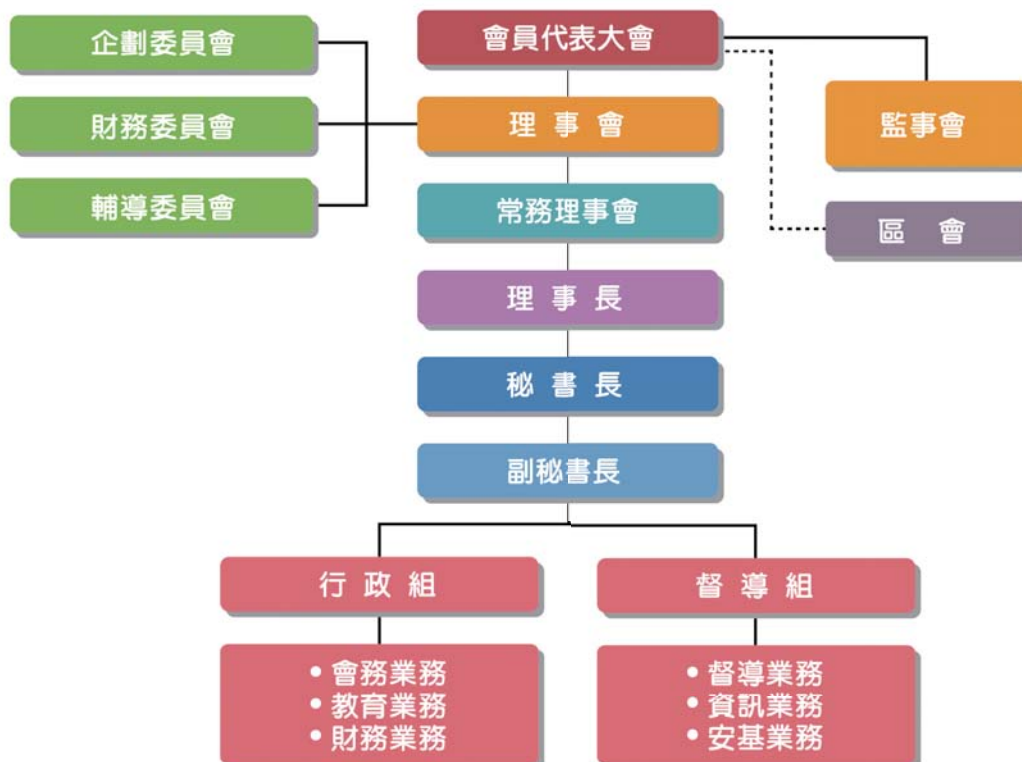 企劃委員會
財務委員會
輔導委員會
會員代表大會
理事會
常務理事會
理事長
秘書長
副秘書長
監事會
區會
行政組
• 會務業務
• 教育業務
• 財務業務
督導組
• 督導業務
• 資訊業務
• 安基業務